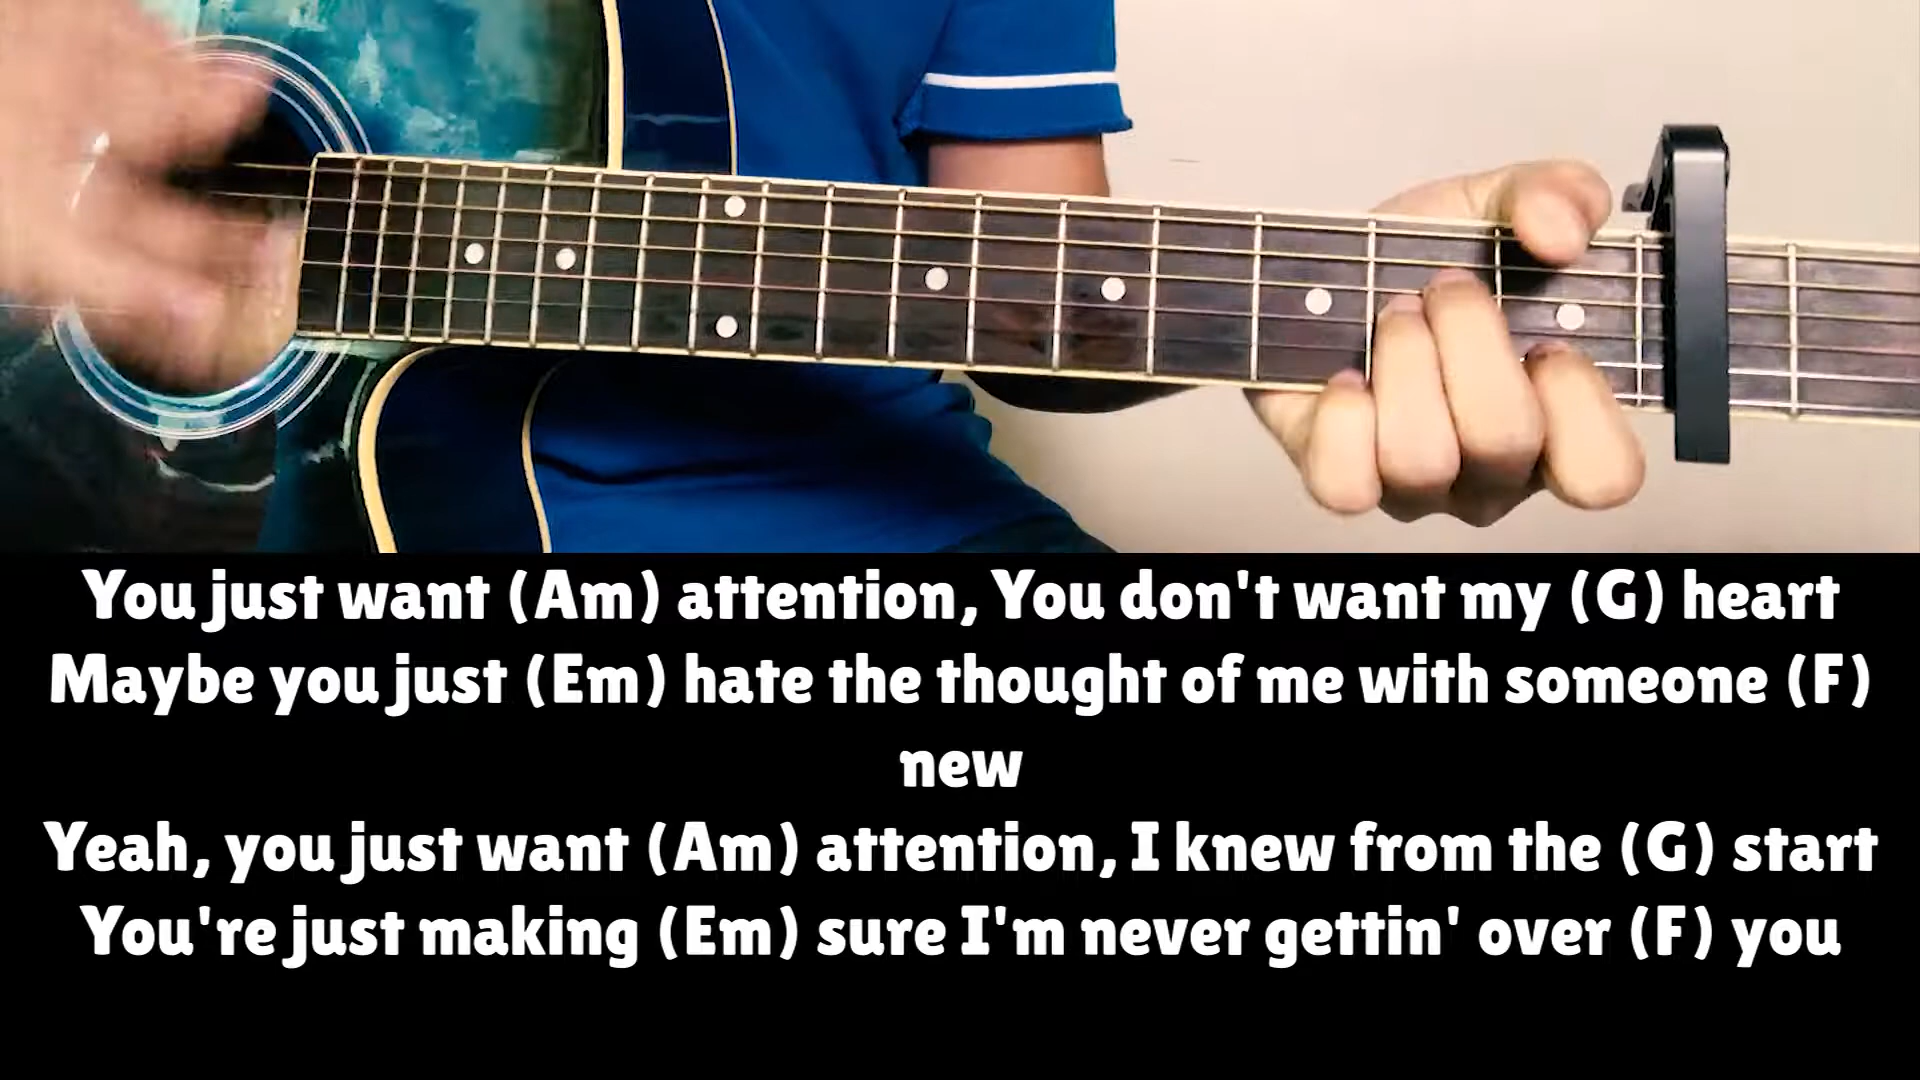 You just want (Am) attention, You don't want my (G) heart
Maybe you just (Em) hate the thought of me with someone (F)
new
Yeah, you just want (Am) attention, I knew from the (G) start
You're just making (Em) sure I'm never gettin' over (F) you